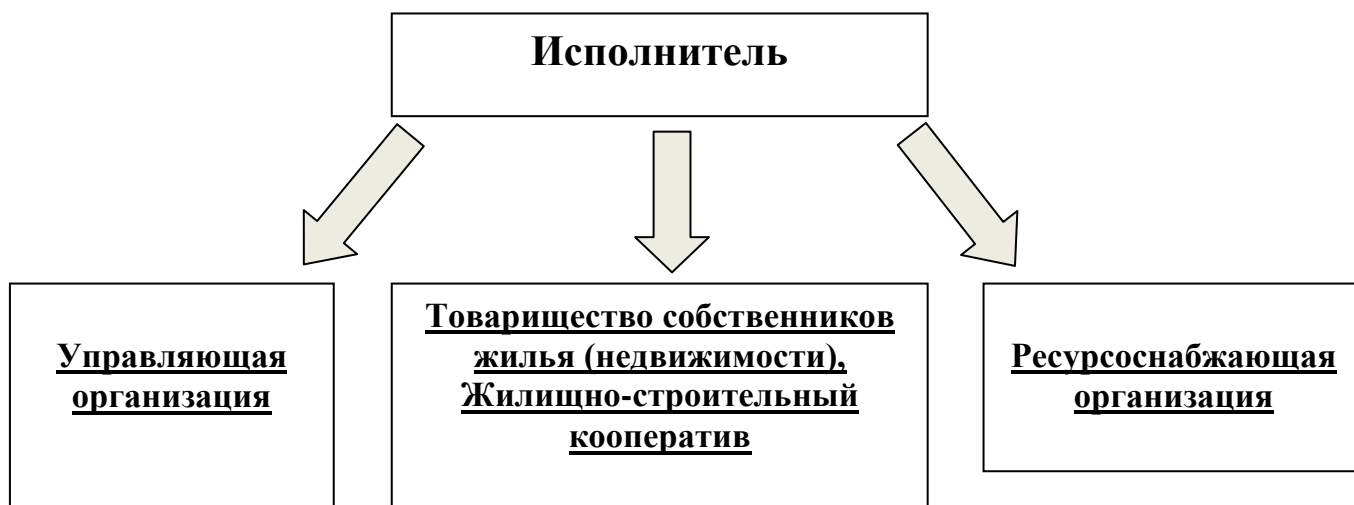 Исполнитель
Управляющая
организация
Товарищество собственников
жилья (недвижимости),
Жилищно-строительный
кооператив
Ресурсоснабжающая
организация